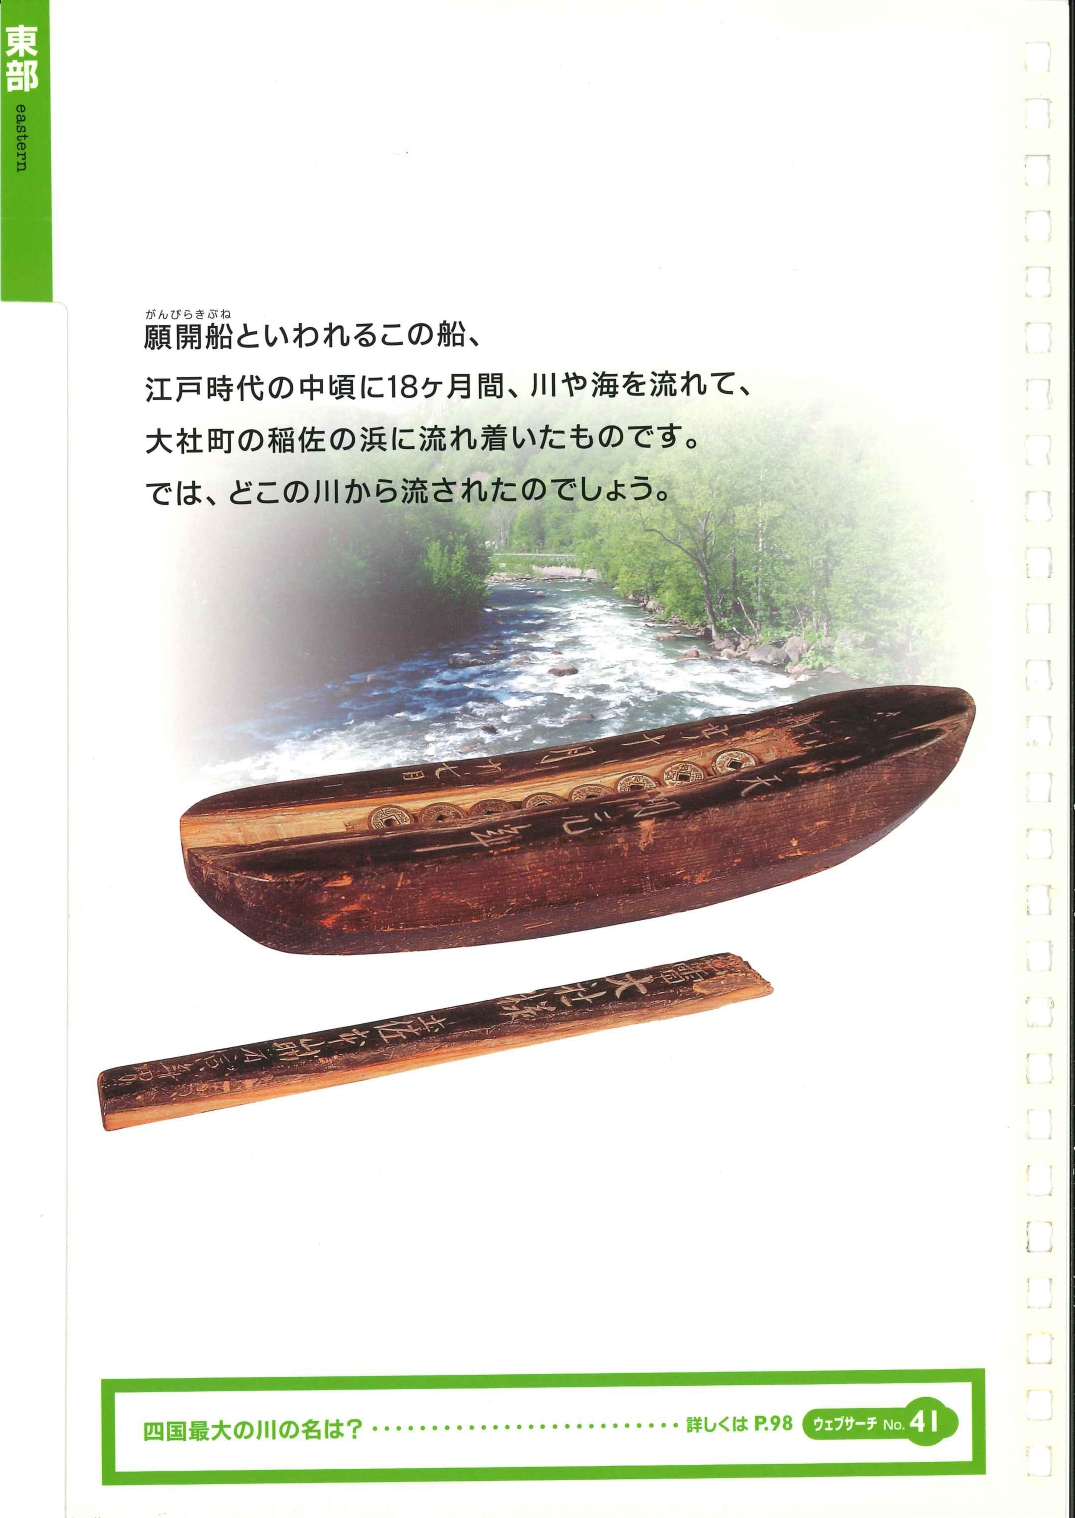 東部
eastern
がんびらきぶね
願開船といわれるこの船、
江戸時代の中頃に18ヶ月間、川や海を流れて、
大社町の稲佐の浜に流れ着いたものです。
では、どこの川から流されたのでしょう。
四国最大の川の名は？ 詳しくは P.98 ウェブサーチ No. 41